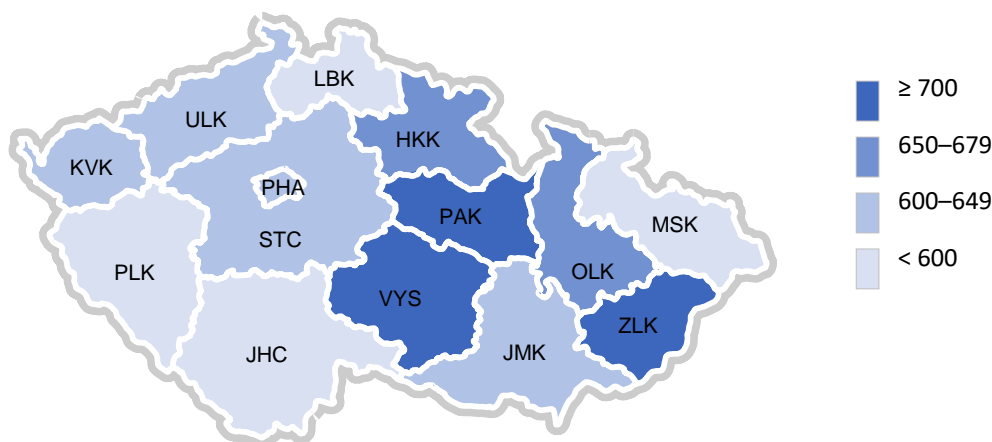 LBK
ULK
HKK
KVK
PHA
PAK
MSK
STC
PLK
OLK
VYS
ZLK
JHC
JMK
≥ 700
650–679
600–649
< 600